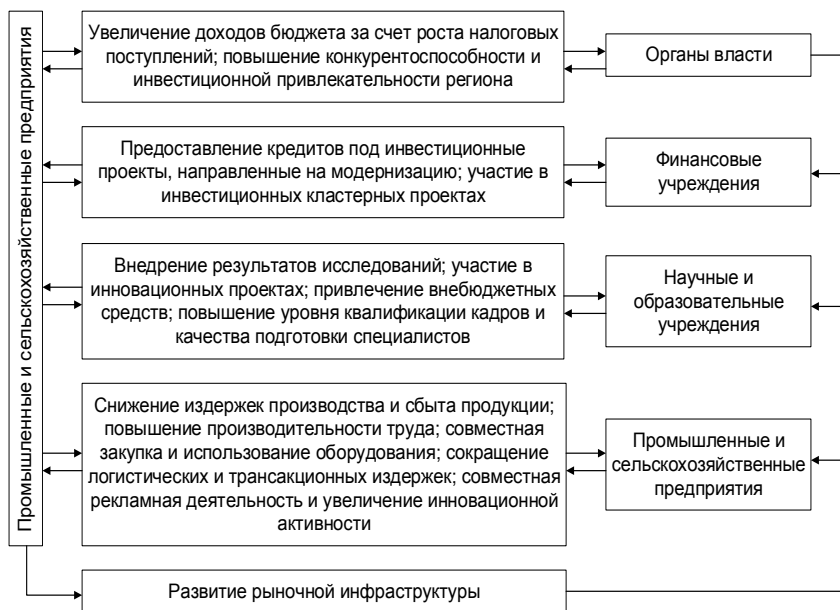 Промышленные и сельскохозяйственные предприятия
Увеличение доходов бюджета за счет роста налоговых
поступлений; повышение конкурентоспособности и
инвестиционной привлекательности региона
Органы власти
Предоставление кредитов под инвестиционные
проекты, направленные на модернизацию; участие в
инвестиционных кластерных проектах
Финансовые
учреждения
Внедрение результатов исследований; участие в
инновационных проектах; привлечение внебюджетных
средств; повышение уровня квалификации кадров и
качества подготовки специалистов
Научные и
образовательные
учреждения
Снижение издержек производства и сбыта продукции;
повышение производительности труда; совместная
закупка и использование оборудования; сокращение
логистических и трансакционных издержек; совместная
рекламная деятельность и увеличение инновационной
активности
Промышленные и
сельскохозяйственные
предприятия
Развитие рыночной инфраструктуры